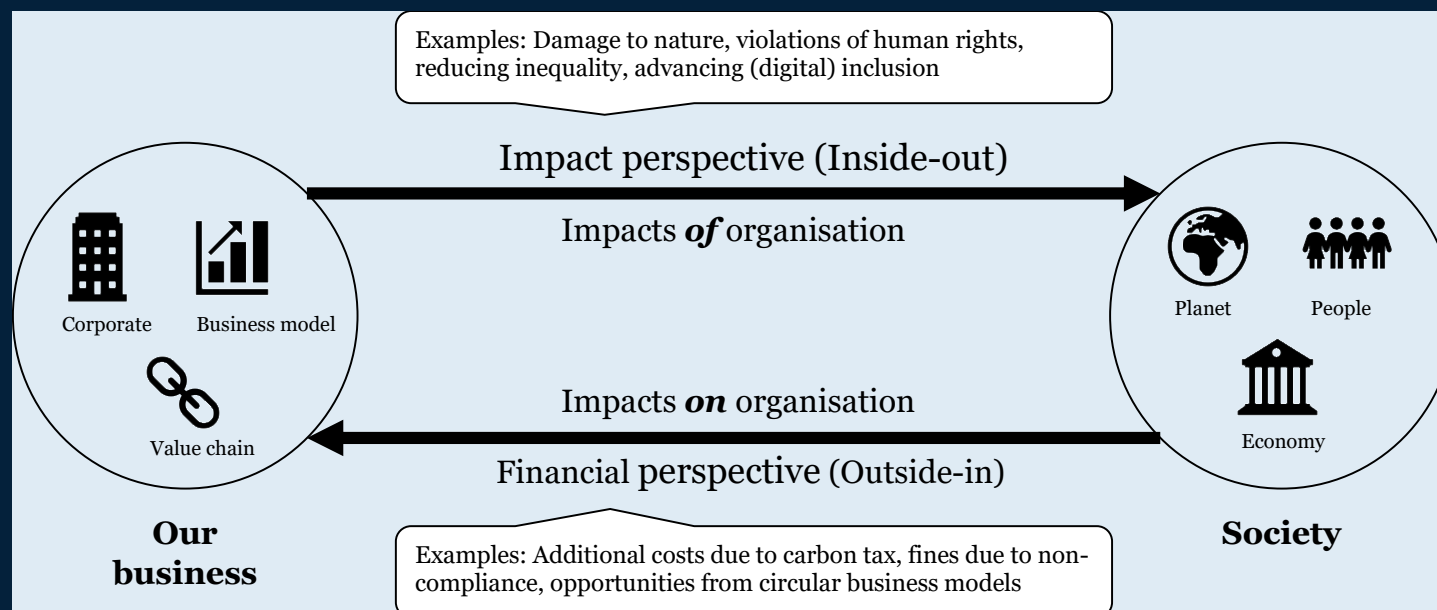 Examples: Damage to nature, violations of human rights,
reducing inequality, advancing (digital) inclusion
Impact perspective (Inside-out)
Impacts of organisation
Corporate
Business model
Value chain
Planet
People
Economy
Impacts on organisation
Financial perspective (Outside-in)
Our
business
Society
Examples: Additional costs due to carbon tax, fines due to non-
compliance, opportunities from circular business models